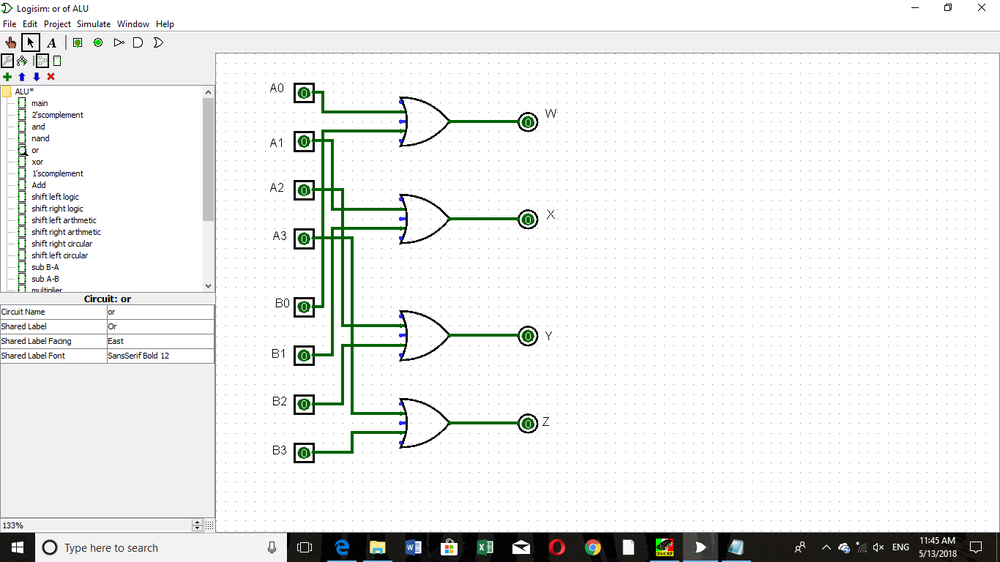 Logisim: or of ALU
File Edit Project Simulate Window Help
A
ALU*
main
2'scomplement
and
nand
or
xor
1'scomplement
Add
shift left logic
shift right logic
shift left arthmetic
shift right arthmetic
shift right circular
shift left circular
sub B-A
sub A-B
multiplier
Circuit: or
Circuit Name or
Shared Label Or
Shared Label Facing East
Shared Label Font SansSerif Bold 12
133%
A0 0
0 W
A1 0
A2 0
0 X
A3 0
B0 0
0 Y
B1 0
B2 0
0 Z
B3 0
Type here to search
DIGICHIP
ENG
11:45 AM
5/13/2018